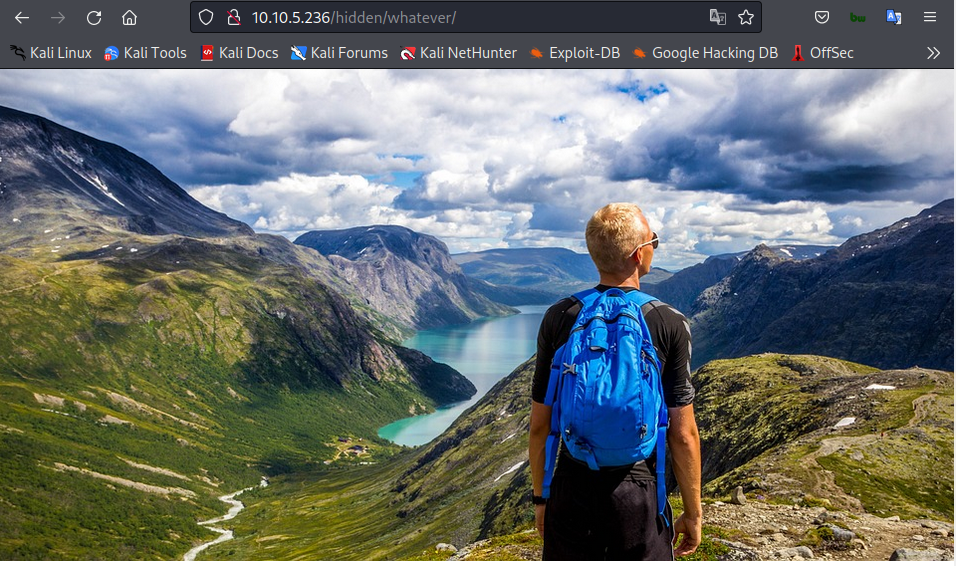 10.10.5.236/hidden/whatever/
Kali Linux Kali Tools Kali Docs Kali Forums Kali NetHunter Exploit-DB Google Hacking DB OffSec